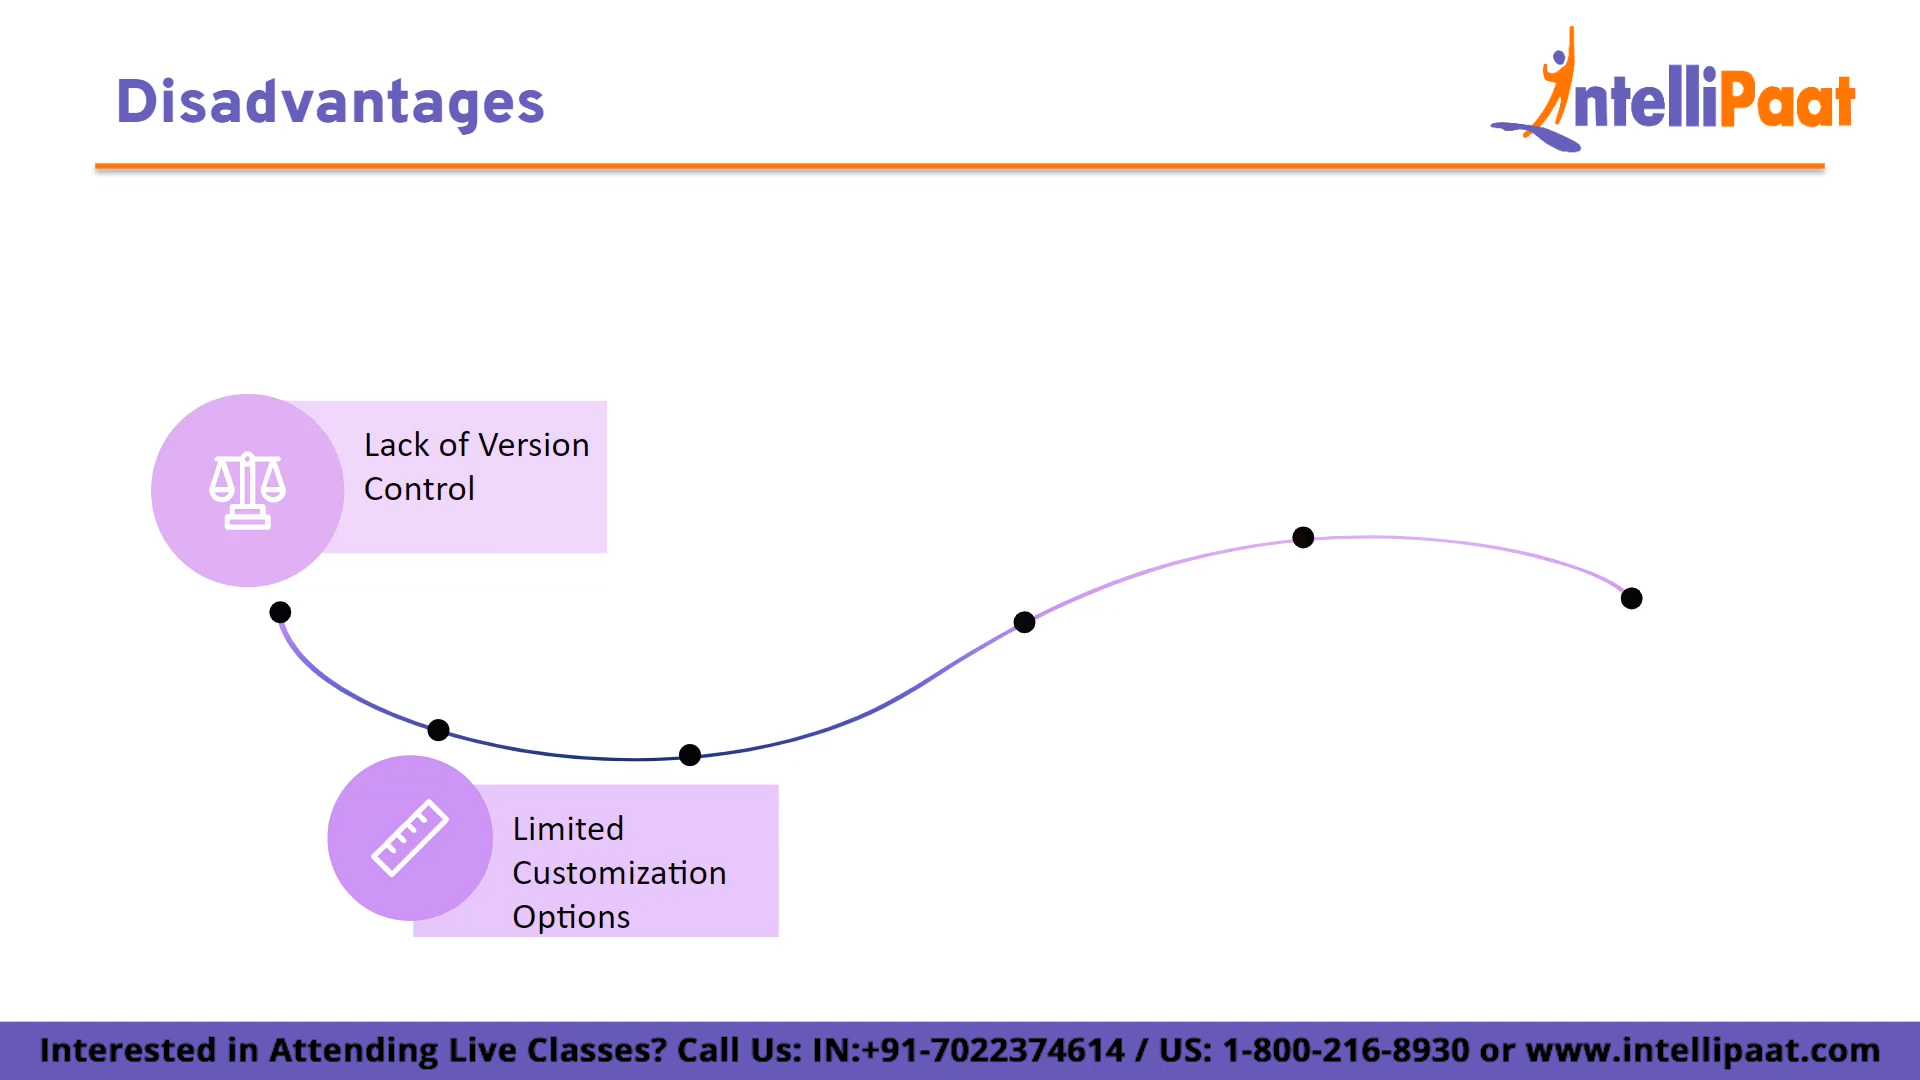 Disadvantages
IntelliPaat
Lack of Version
Control
Limited
Customization
Options
Interested in Attending Live Classes? Call Us: IN:+91-7022374614 / US: 1-800-216-8930 or www.intellipaat.com